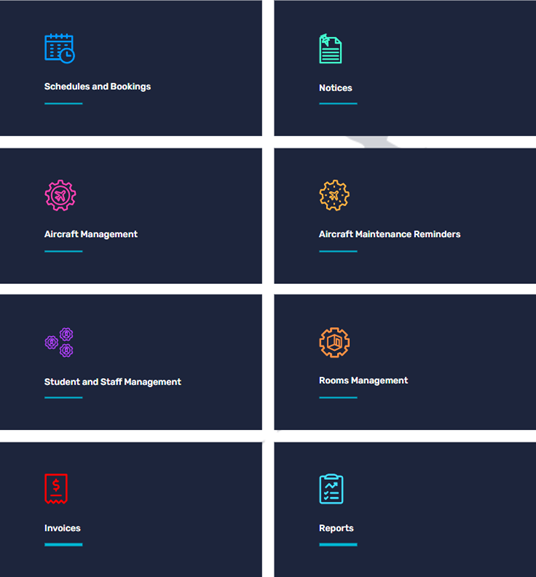 Schedules and Bookings
Notices
Aircraft Management
Aircraft Maintenance Reminders
Student and Staff Management
Rooms Management
$
Invoices
Reports